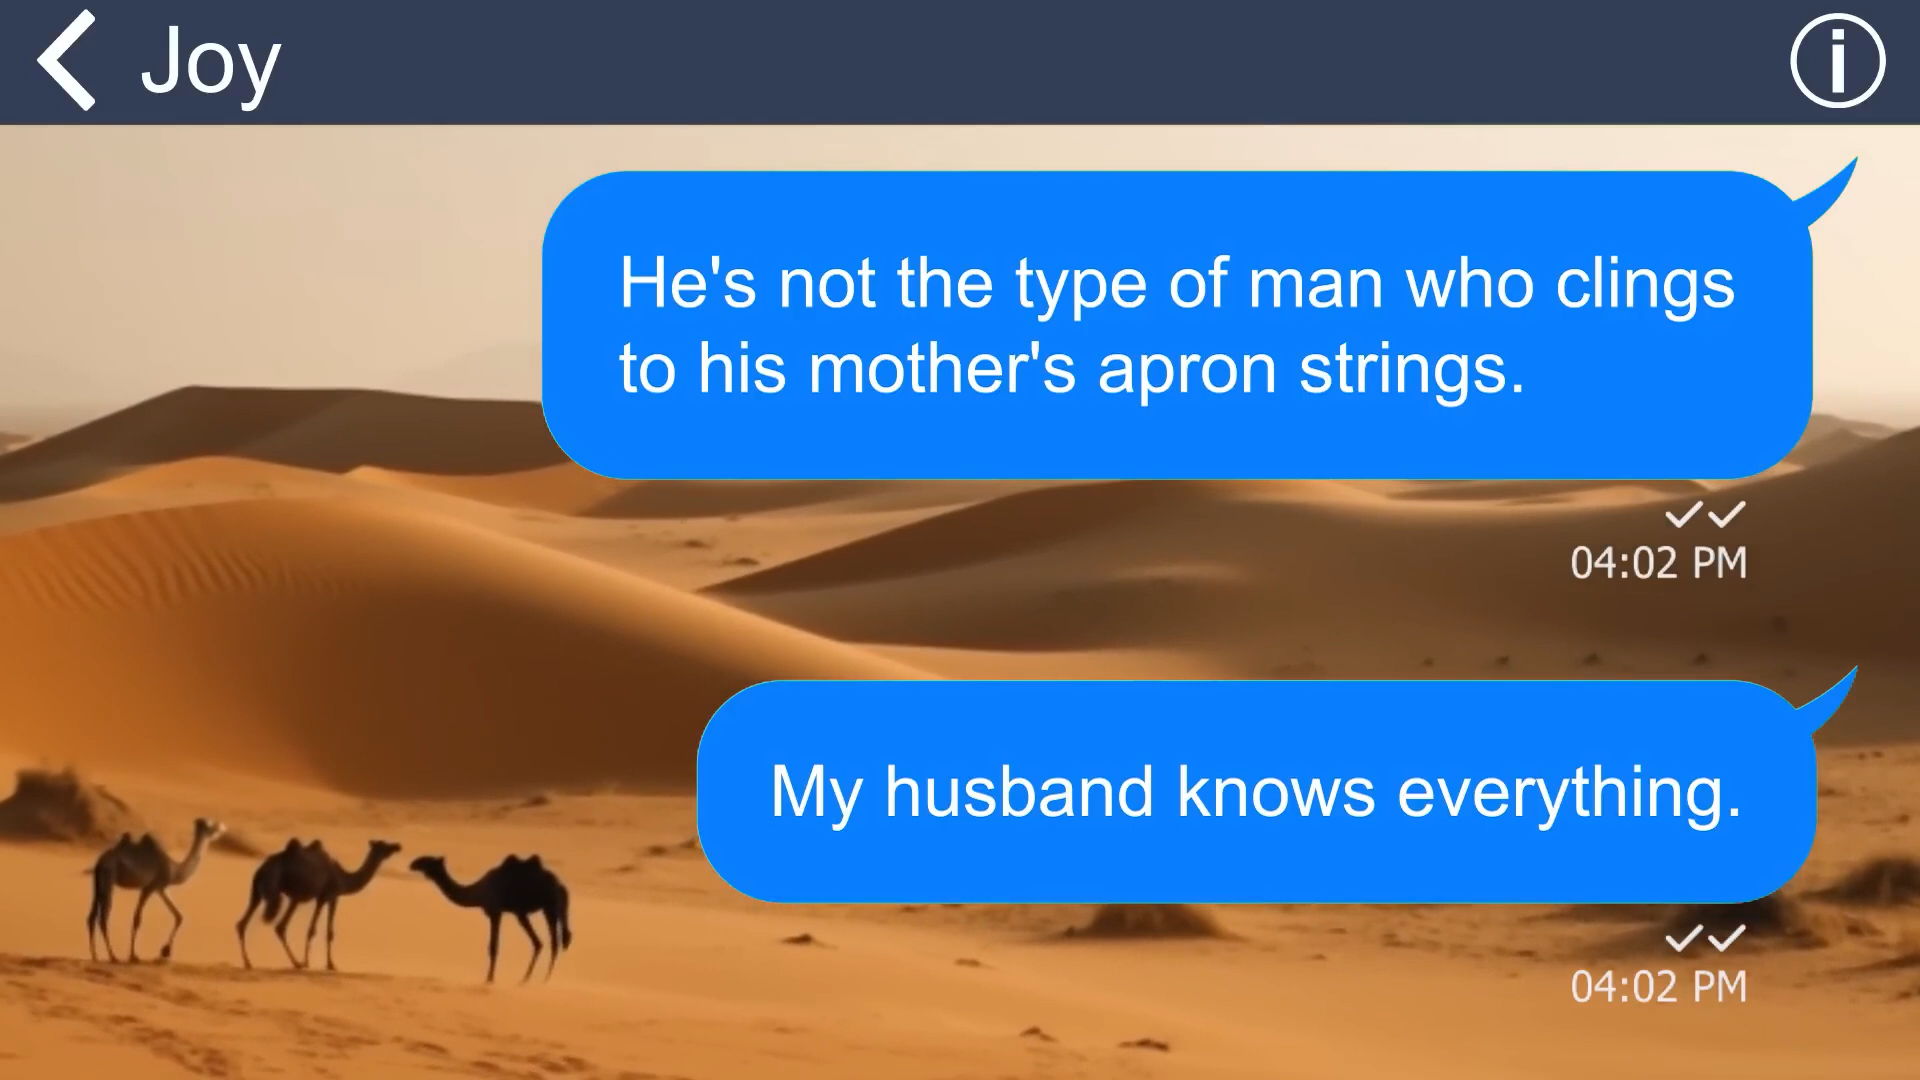 Joy
He's not the type of man who clings
to his mother's apron strings.
04:02 PM
My husband knows everything.
04:02 PM